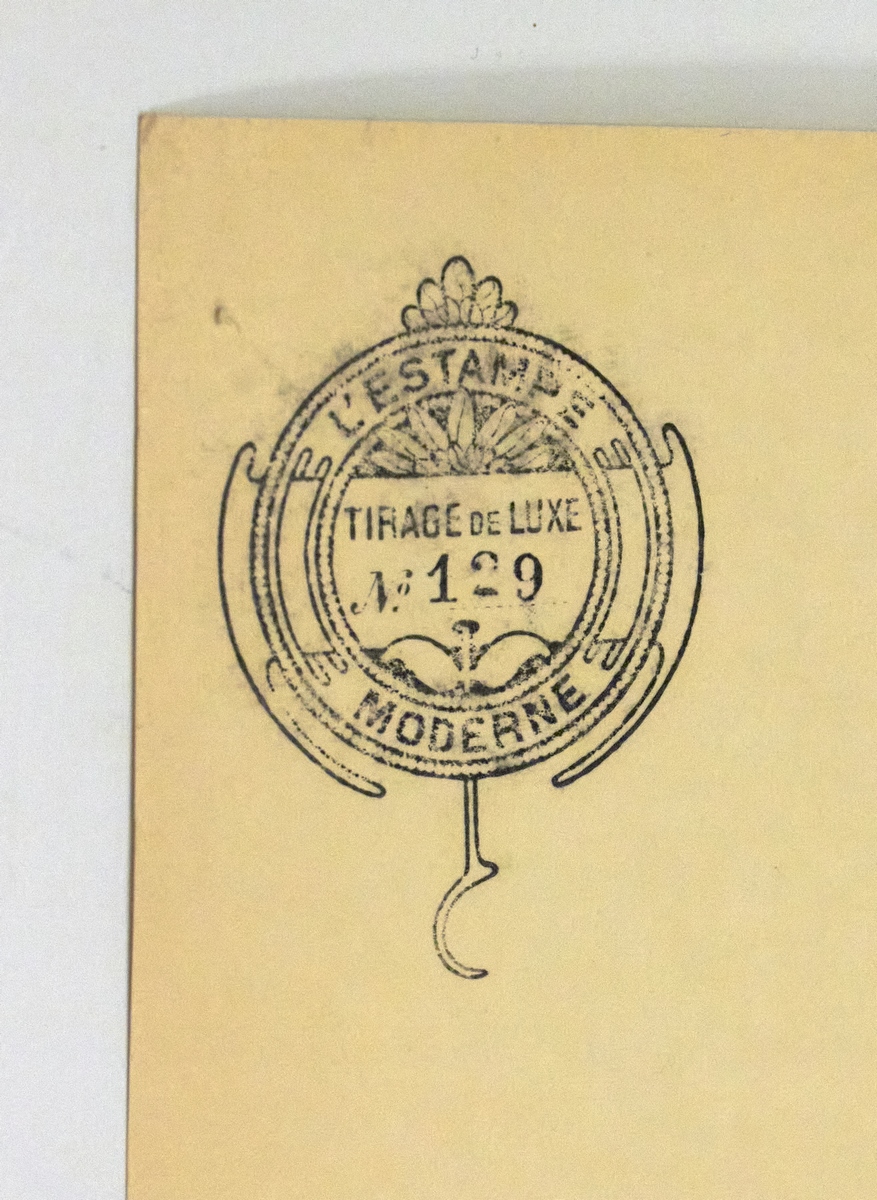 L'ESTAMPE
TIRAGE DE LUXE
No 129
MODERNE